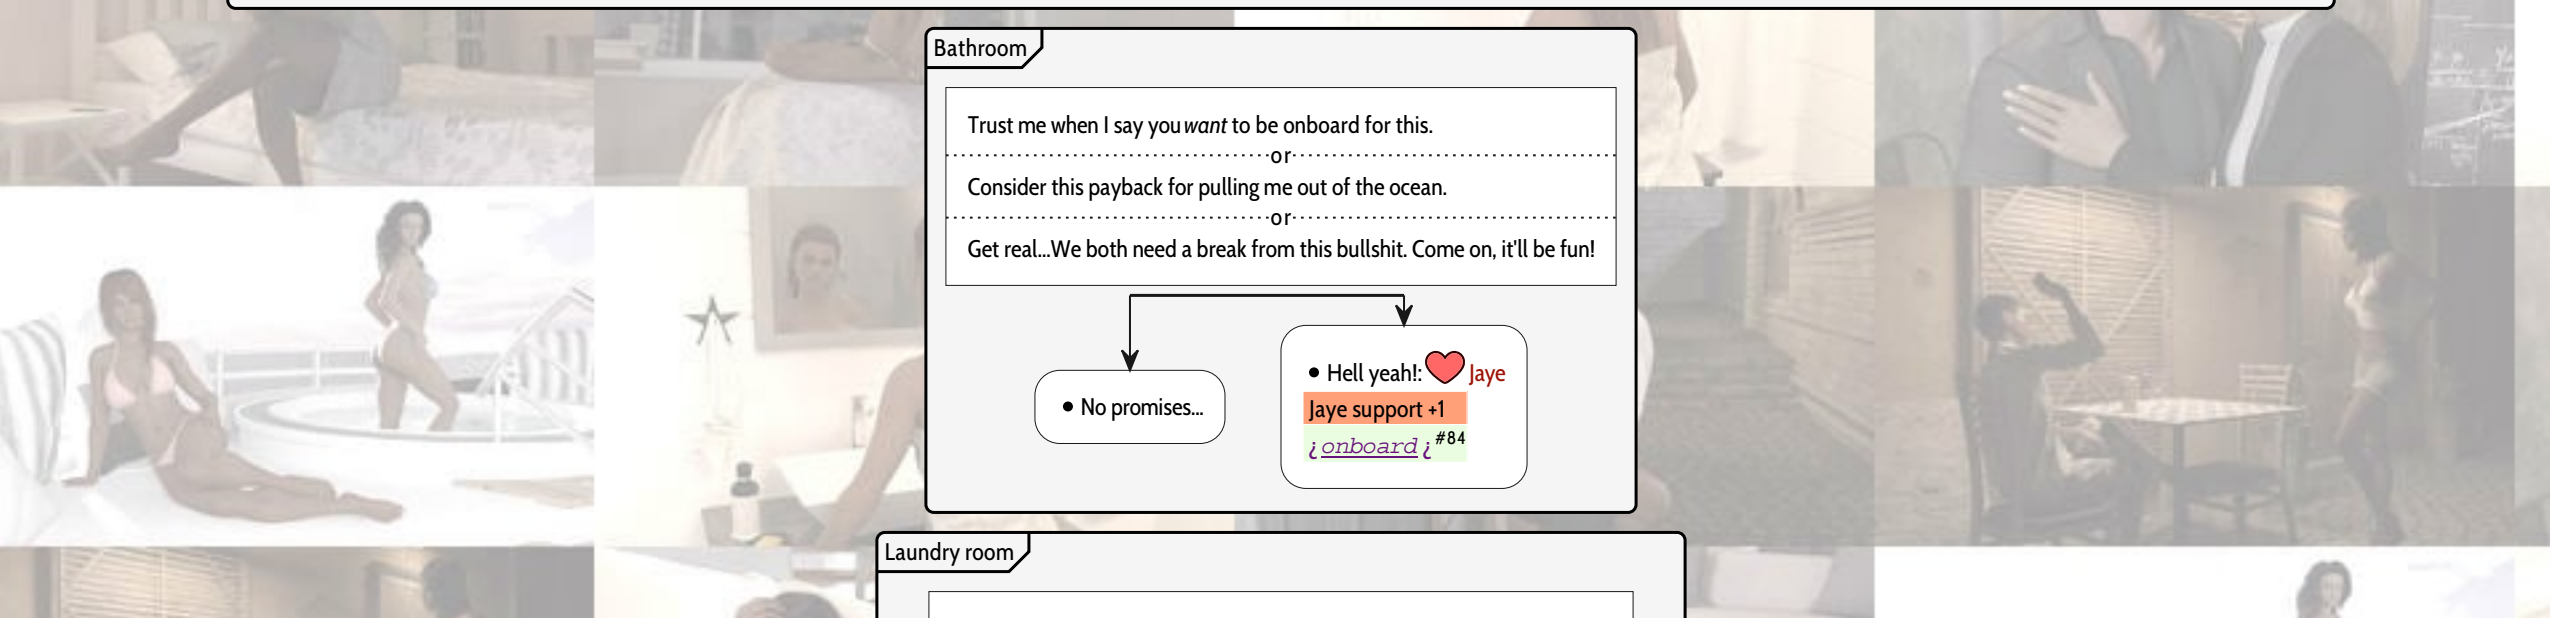 Bathroom
Trust me when I say you want to be onboard for this.
or
Consider this payback for pulling me out of the ocean.
or
Get real...We both need a break from this bullshit. Come on, it'll be fun!
• Hell yeah!: Jaye
Jaye support +1
• No promises...
¿onboard¿#84
Laundry room